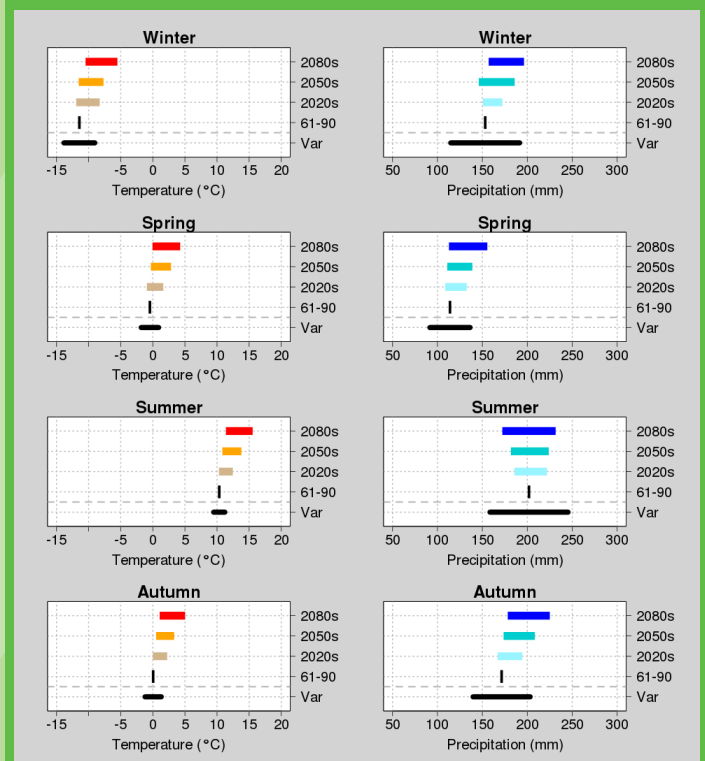 Winter
2080s
2050s
2020s
61-90
Var
-15 -5 0 5 10 15 20
Temperature (°C)
Winter
2080s
2050s
2020s
61-90
Var
50 100 150 200 250 300
Precipitation (mm)
Spring
2080s
2050s
2020s
61-90
Var
-15 -5 0 5 10 15 20
Temperature (°C)
Spring
2080s
2050s
2020s
61-90
Var
50 100 150 200 250 300
Precipitation (mm)
Summer
2080s
2050s
2020s
61-90
Var
-15 -5 0 5 10 15 20
Temperature (°C)
Summer
2080s
2050s
2020s
61-90
Var
50 100 150 200 250 300
Precipitation (mm)
Autumn
2080s
2050s
2020s
61-90
Var
-15 -5 0 5 10 15 20
Temperature (°C)
Autumn
2080s
2050s
2020s
61-90
Var
50 100 150 200 250 300
Precipitation (mm)